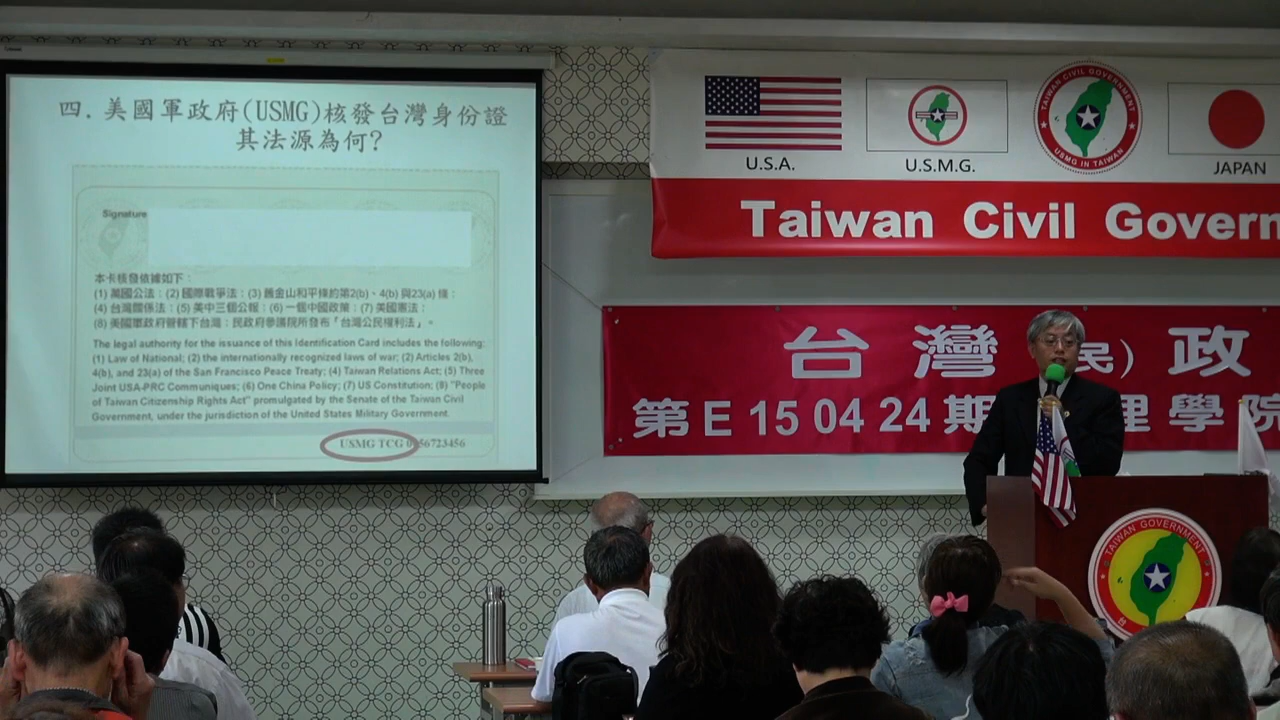 四.美國軍政府(USMG)核發台灣身份證
其法源為何?
Signature
本卡核發依據如下:
(1) 萬國公法;(2) 國際戰爭法;(3) 舊金山和平條約第2(b)、4(b) 與23(a) 條;
(4) 台灣關係法;(5) 美中三個公報;(6) 一個中國政策;(7) 美國憲法;
(8) 美國軍政府管轄下台灣:民政府參議院所發布「台灣公民權利法」。
The legal authority for the issuance of this Identification Card includes the following:
(1) Law of National; (2) the internationally recognized laws of war; (2) Articles 2(b),
4(b), and 23(a) of the San Francisco Peace Treaty; (4) Taiwan Relations Act; (5) Three
Joint USA-PRC Communiques; (6) One China Policy; (7) US Constitution; (8) "People
of Taiwan Citizenship Rights Act" promulgated by the Senate of the Taiwan Civil
Government, under the jurisdiction of the United States Military Government.
USMG TCG 0156723456
U.S.A.
U.S.M.G.
TAIWAN CIVIL GOVERNMENT
USMG IN TAIWAN
JAPAN
Taiwan Civil Govern
台灣 民) 政
第E 15 04 24期 理學院
TAIWAN GOVERNMENT